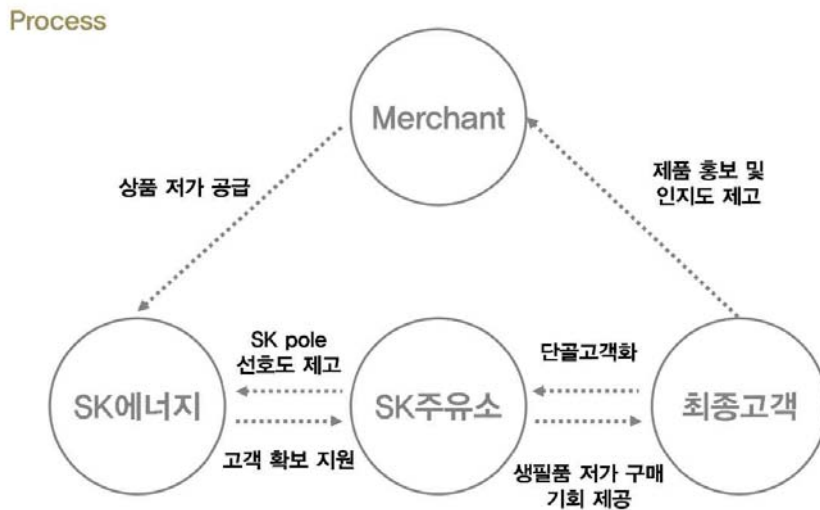 Process
Merchant
상품 저가 공급
제품 홍보 및
인지도 제고
SK pole
선호도 제고
단골고객화
SK에너지
SK주유소
최종고객
고객 확보 지원
생필품 저가 구매
기회 제공